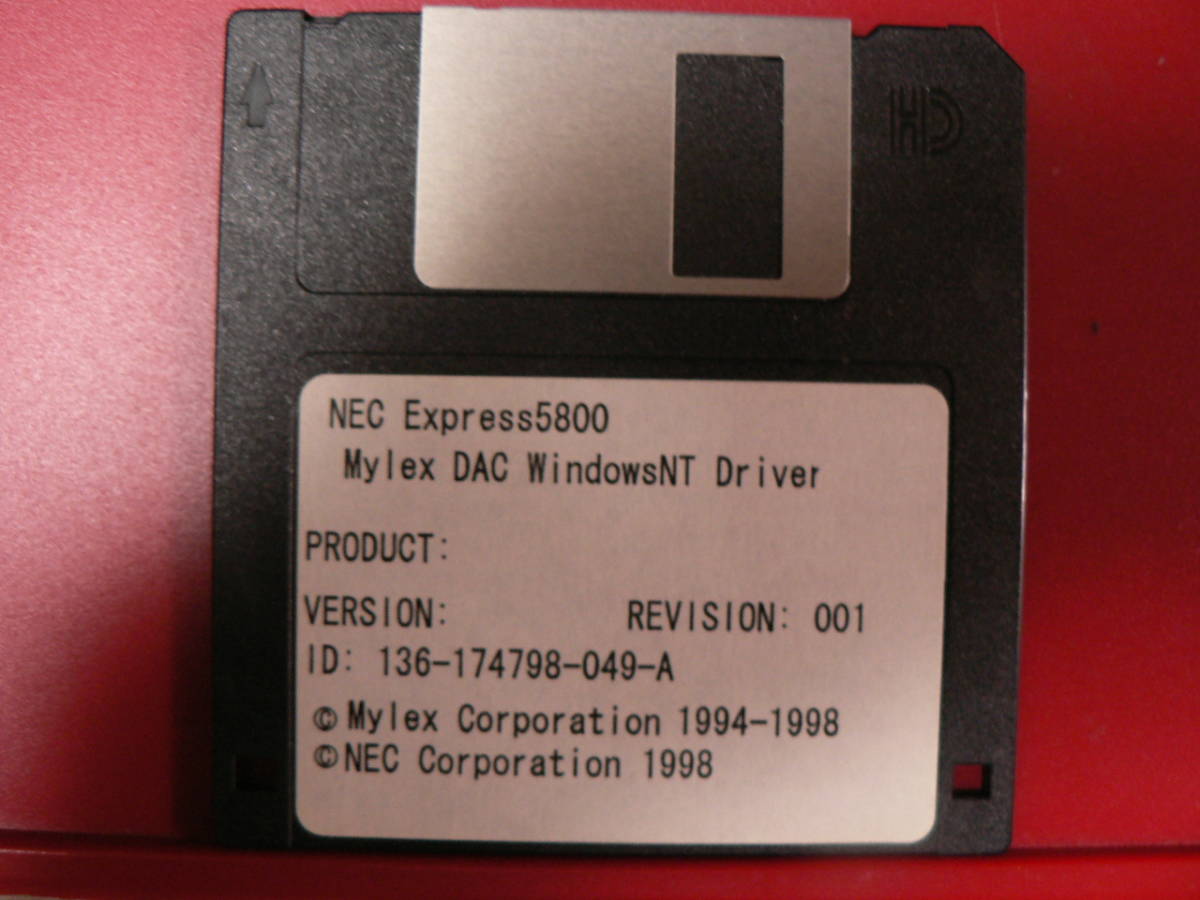 HD
NEC Express5800
Mylex DAC WindowsNT Driver
PRODUCT:
VERSION: REVISION: 001
ID: 136-174798-049-A
©Mylex Corporation 1994-1998
©NEC Corporation 1998